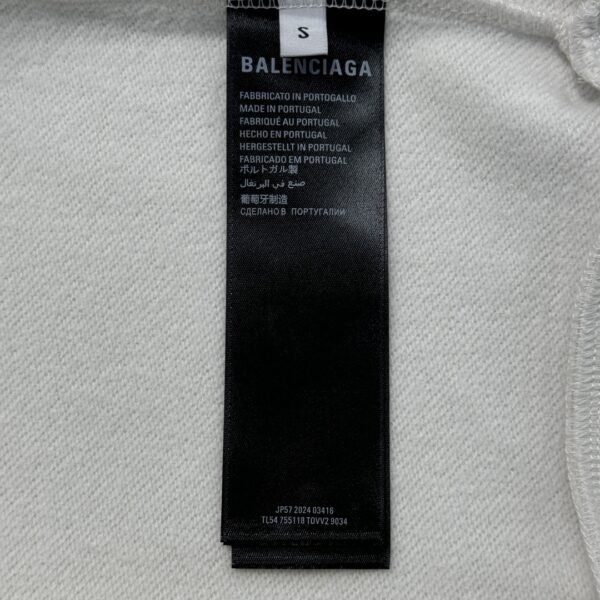 S
BALENCIAGA
FABBRICATO IN PORTOGALLO
MADE IN PORTUGAL
FABRIQUÉ AU PORTUGAL
HECHO EN PORTUGAL
HERGESTELLT IN PORTUGAL
FABRICADO EM PORTUGAL
ポルトガル製
صنع في البرتغال
葡萄牙制造
СДЕЛАНО В ПОРТУГАЛИИ
JP57 2024 03416
TL54 755118 TOVV2 9034